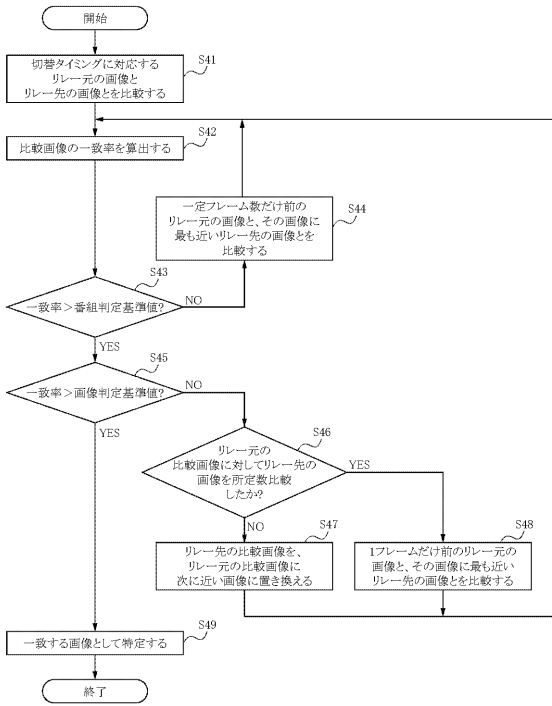 開始
S41
切替タイミングに対応する
リレー元の画像と
リレー先の画像とを比較する
S42
比較画像の一致率を算出する
S44
一定フレーム数だけ前の
リレー元の画像と、その画像に
最も近いリレー先の画像とを
比較する
S43
一致率＞番組判定基準値?
NO
YES
S45
一致率＞画像判定基準値?
NO
YES
S46
リレー元の
比較画像に対してリレー先の
画像を所定数比較
したか?
YES
NO
S47
リレー先の比較画像を、
リレー元の比較画像に
次に近い画像に置き換える
S48
1フレームだけ前のリレー元の
画像と、その画像に最も近い
リレー先の画像とを比較する
S49
一致する画像として特定する
終了